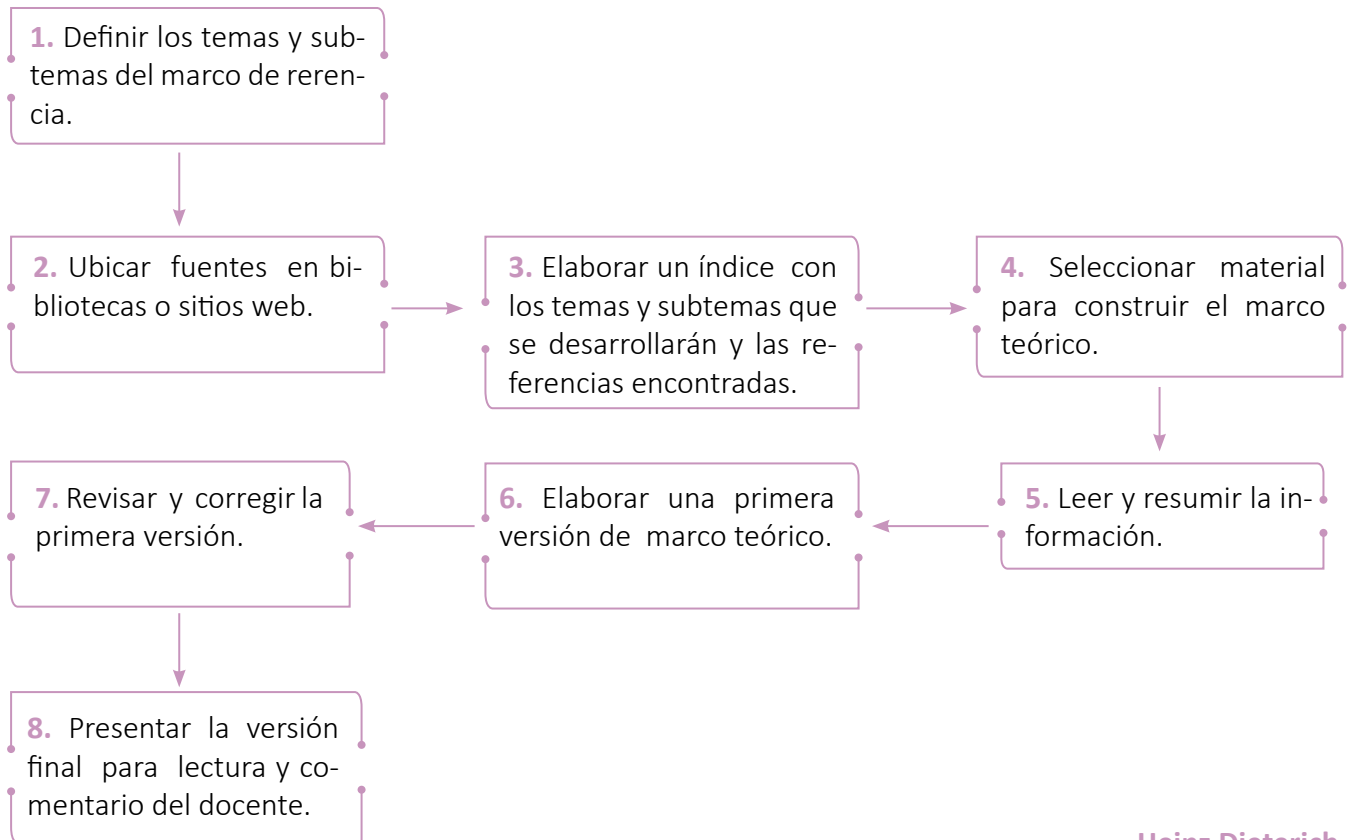 1. Definir los temas y sub-
temas del marco de reren-
cia.
2. Ubicar fuentes en bi-
bliotecas o sitios web.
3. Elaborar un índice con
los temas y subtemas que
se desarrollarán y las re-
ferencias encontradas.
4. Seleccionar material
para construir el marco
teórico.
5. Leer y resumir la in-
formación.
6. Elaborar una primera
versión de marco teórico.
7. Revisar y corregir la
primera versión.
8. Presentar la versión
final para lectura y co-
mentario del docente.
Heinz Dieterich